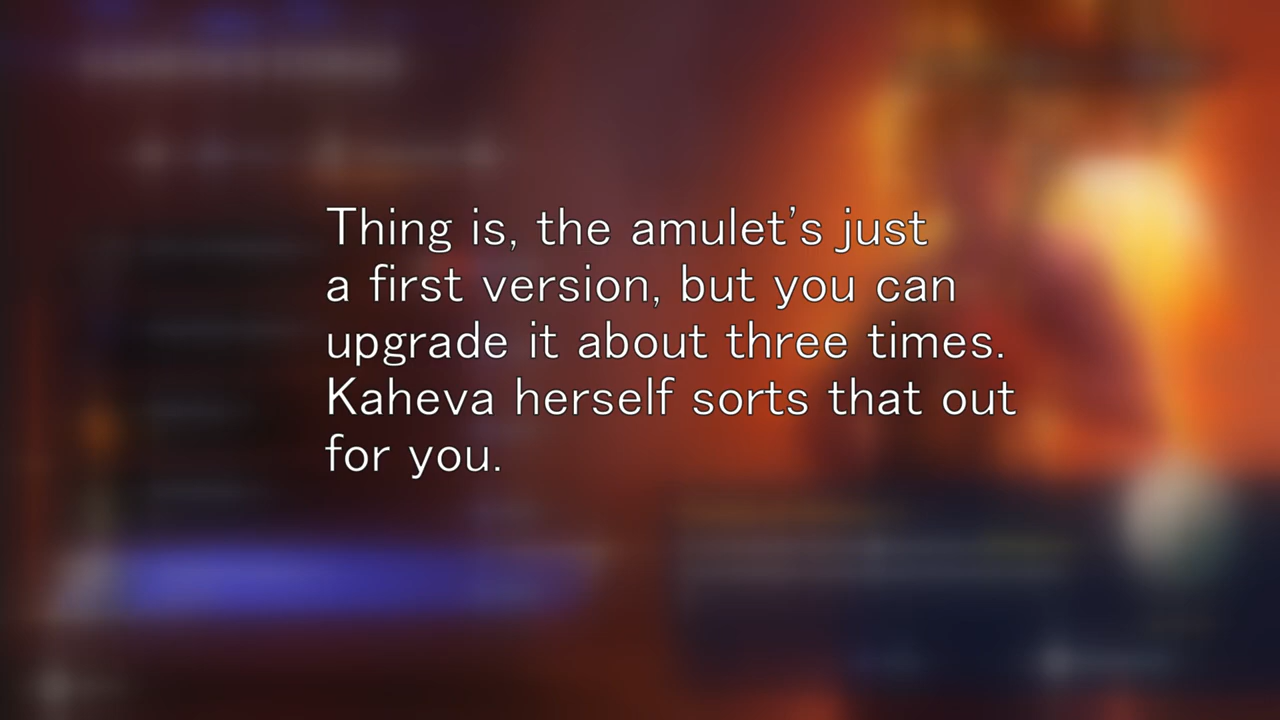 Thing is, the amulet’s just
a first version, but you can
upgrade it about three times.
Kaheva herself sorts that out
for you.